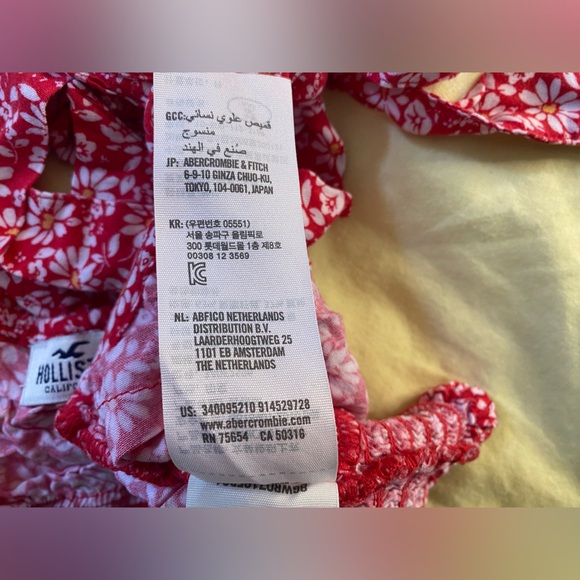 GCC: قميص علوي نسائي
منسوج
صنع في الهند
JP: ABERCROMBIE & FITCH
6-9-10 GINZA CHUO-KU,
TOKYO, 104-0061, JAPAN
KR: (우편번호 05551)
서울 송파구 올림픽로
300 롯데월드몰 1층 제8호
00308 12 3569
NL: ABFICO NETHERLANDS
DISTRIBUTION B.V.
LAARDERHOOGTWEG 25
1101 EB AMSTERDAM
THE NETHERLANDS
US: 340095210 914529728
www.abercrombie.com
RN 75654 CA 50316
HOLLIS
CALIF